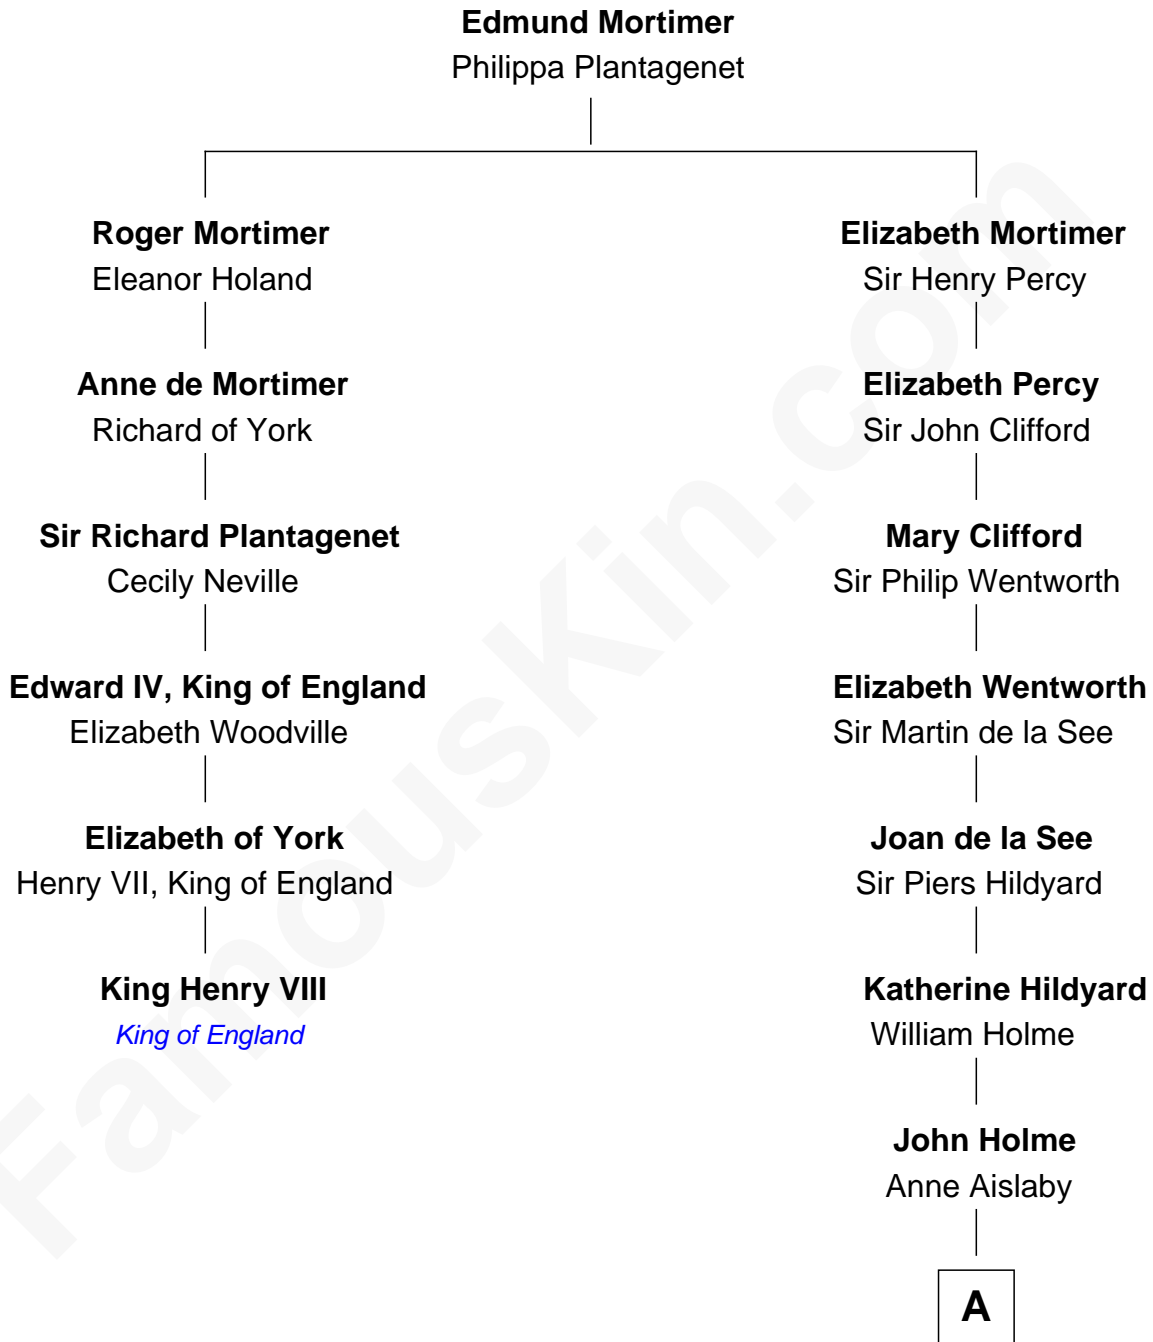 Edmund Mortimer
Philippa Plantagenet
Roger Mortimer
Eleanor Holand
Anne de Mortimer
Richard of York
Sir Richard Plantagenet
Cecily Neville
Edward IV, King of England
Elizabeth Woodville
Elizabeth of York
Henry VII, King of England
King Henry VIII
King of England
Elizabeth Mortimer
Sir Henry Percy
Elizabeth Percy
Sir John Clifford
Mary Clifford
Sir Philip Wentworth
Elizabeth Wentworth
Sir Martin de la See
Joan de la See
Sir Piers Hildyard
Katherine Hildyard
William Holme
John Holme
Anne Aislaby
A
FamousKin.com